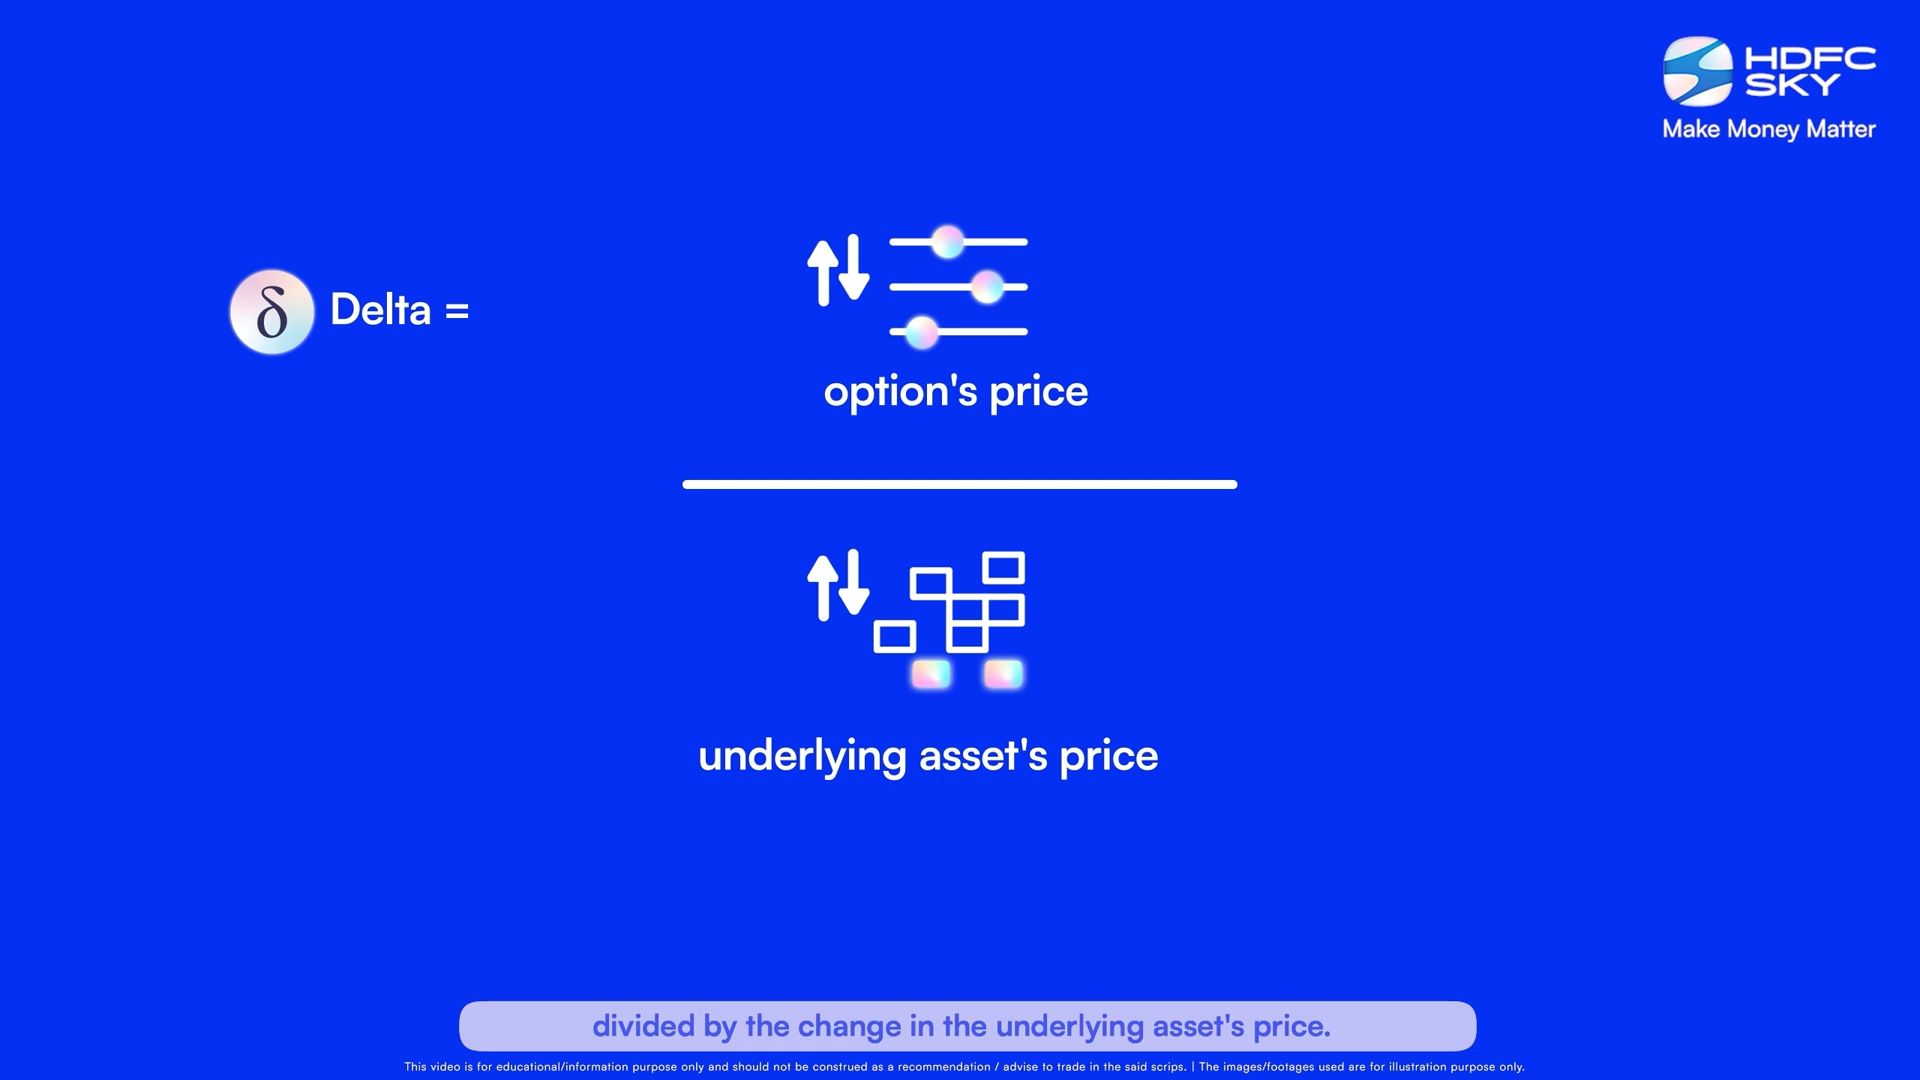 HDFC
SKY
Make Money Matter
δ Delta =
option's price
underlying asset's price
divided by the change in the underlying asset's price.
This video is for educational/information purpose only and should not be construed as a recommendation / advise to trade in the said scrips. | The images/footages used are for illustration purpose only.